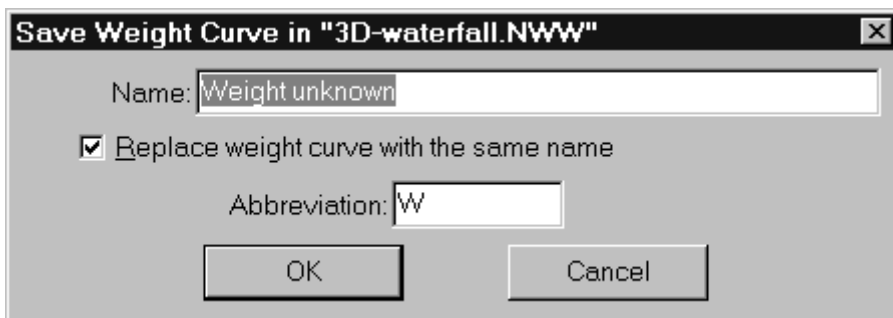 Save Weight Curve in "3D-waterfall.NWW"
Name: Weight unknown
Replace weight curve with the same name
Abbreviation: W
OK Cancel